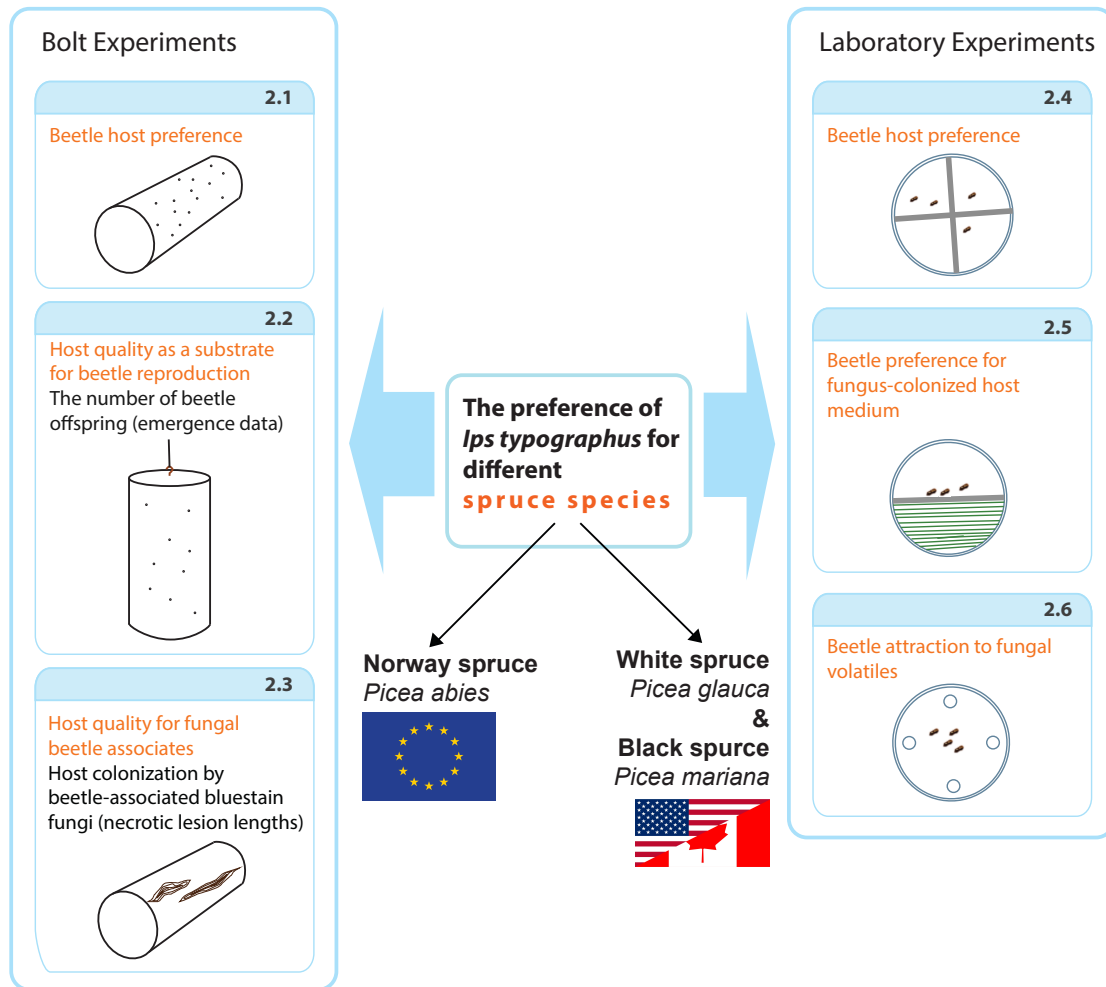 Bolt Experiments
2.1
Beetle host preference
2.2
Host quality as a substrate
for beetle reproduction
The number of beetle
offspring (emergence data)
2.3
Host quality for fungal
beetle associates
Host colonization by
beetle-associated bluestain
fungi (necrotic lesion lengths)
The preference of
Ips typographus for
different
spruce species
Norway spruce
Picea abies
White spruce
Picea glauca
&
Black spurce
Picea mariana
Laboratory Experiments
2.4
Beetle host preference
2.5
Beetle preference for
fungus-colonized host
medium
2.6
Beetle attraction to fungal
volatiles